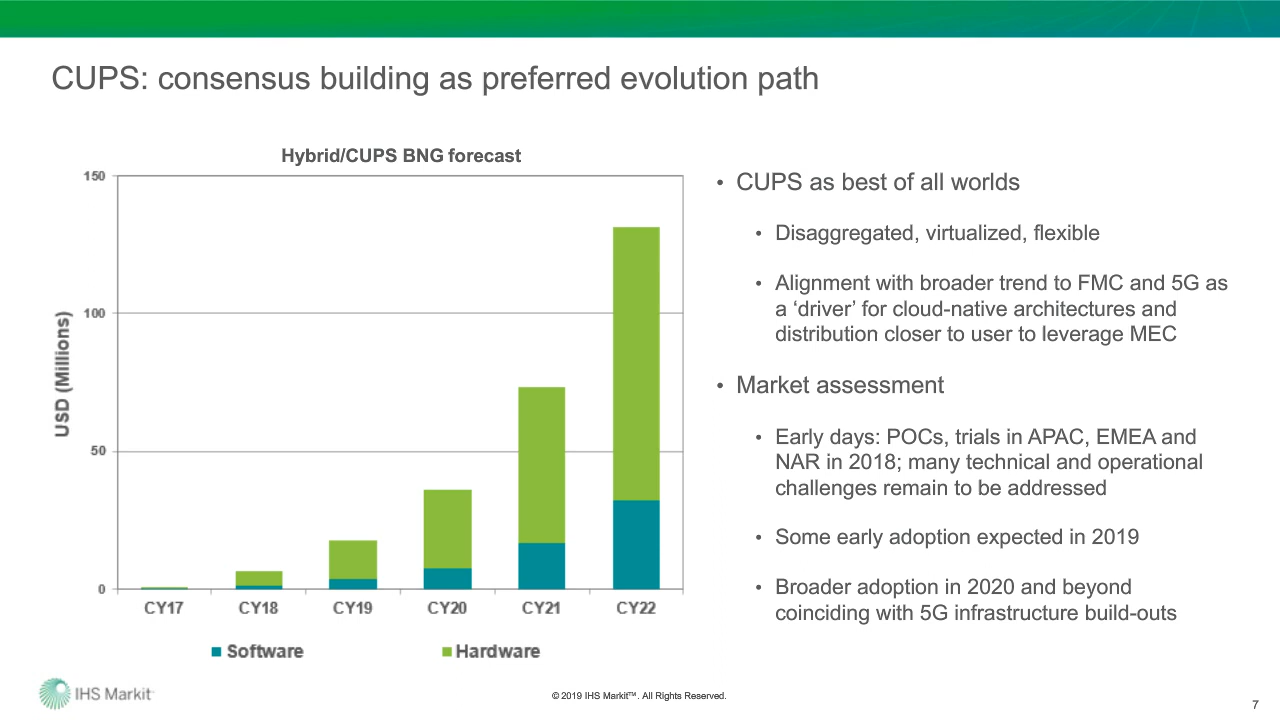 CUPS: consensus building as preferred evolution path
Hybrid/CUPS BNG forecast
150
100
50
0
USD (Millions)
CY17 CY18 CY19 CY20 CY21 CY22
Software Hardware
• CUPS as best of all worlds
• Disaggregated, virtualized, flexible
• Alignment with broader trend to FMC and 5G as
a ‘driver’ for cloud-native architectures and
distribution closer to user to leverage MEC
• Market assessment
• Early days: POCs, trials in APAC, EMEA and
NAR in 2018; many technical and operational
challenges remain to be addressed
• Some early adoption expected in 2019
• Broader adoption in 2020 and beyond
coinciding with 5G infrastructure build-outs
IHS Markit™
© 2019 IHS Markit™. All Rights Reserved.
7